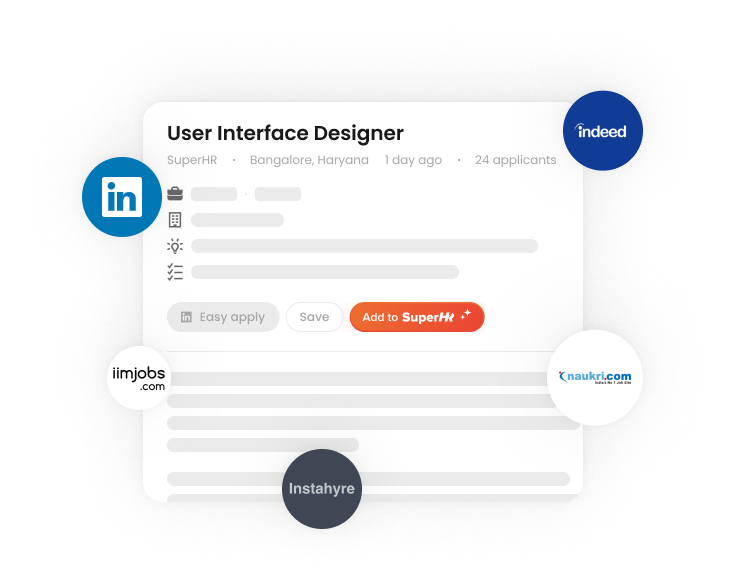 User Interface Designer
SuperHR · Bangalore, Haryana 1 day ago · 24 applicants
indeed
in
in Easy apply
Save
Add to SuperHR
iimjobs
.com
naukri.com
India's No 1 Job Site
Instahyre